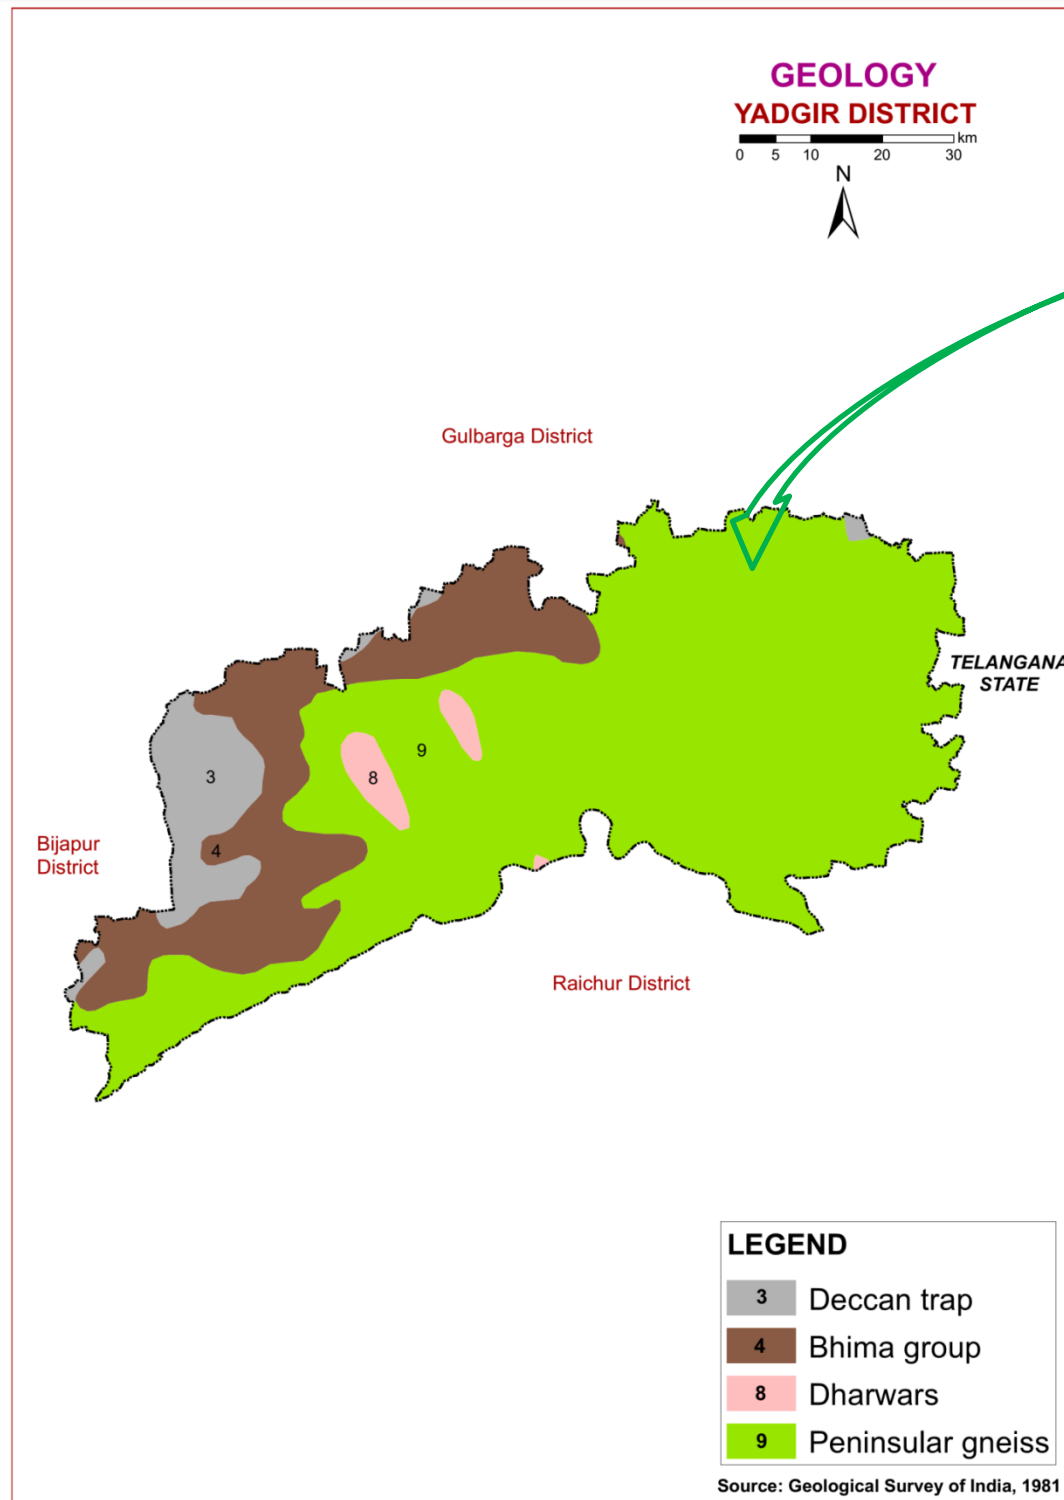 GEOLOGY
YADGIR DISTRICT
km
0 5 10 20 30
N
Gulbarga District
TELANGANA
STATE
9
3
8
4
Bijapur
District
Raichur District
LEGEND
3 Deccan trap
4 Bhima group
8 Dharwars
9 Peninsular gneiss
Source: Geological Survey of India, 1981